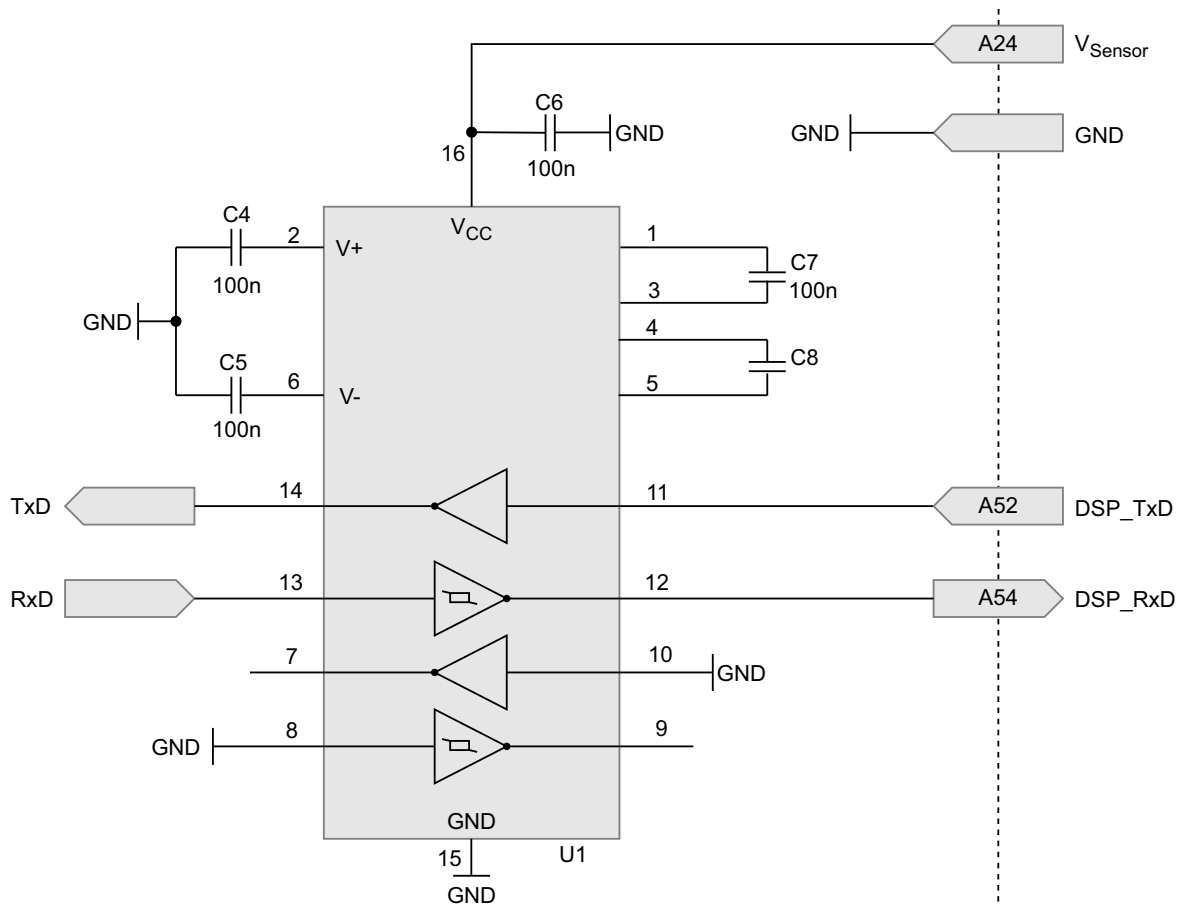 A24
V_Sensor
C6
GND
100n
16
GND
GND
C4
2
100n
V+
V_CC
1
C7
100n
3
4
GND
C5
6
100n
V-
C8
5
TxD
14
11
A52
DSP_TxD
RxD
13
12
A54
DSP_RxD
7
10
GND
GND
8
9
GND
15
U1
GND